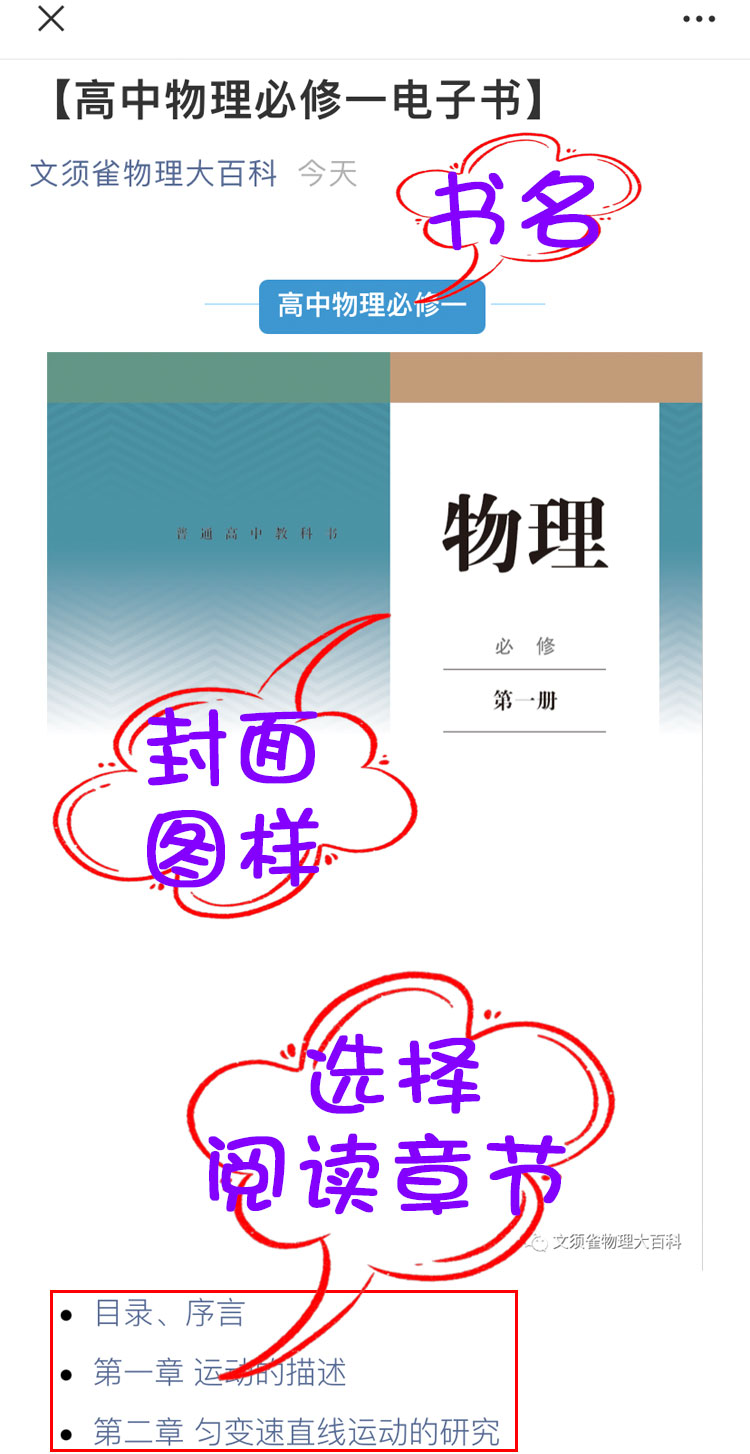 【高中物理必修一电子书】
文须雀物理大百科 今天
书名
高中物理必修一
普通高中教科书
物理
必修
第一册
封面
图样
选择
阅读章节
文须雀物理大百科
目录、序言
第一章 运动的描述
第二章 匀变速直线运动的研究